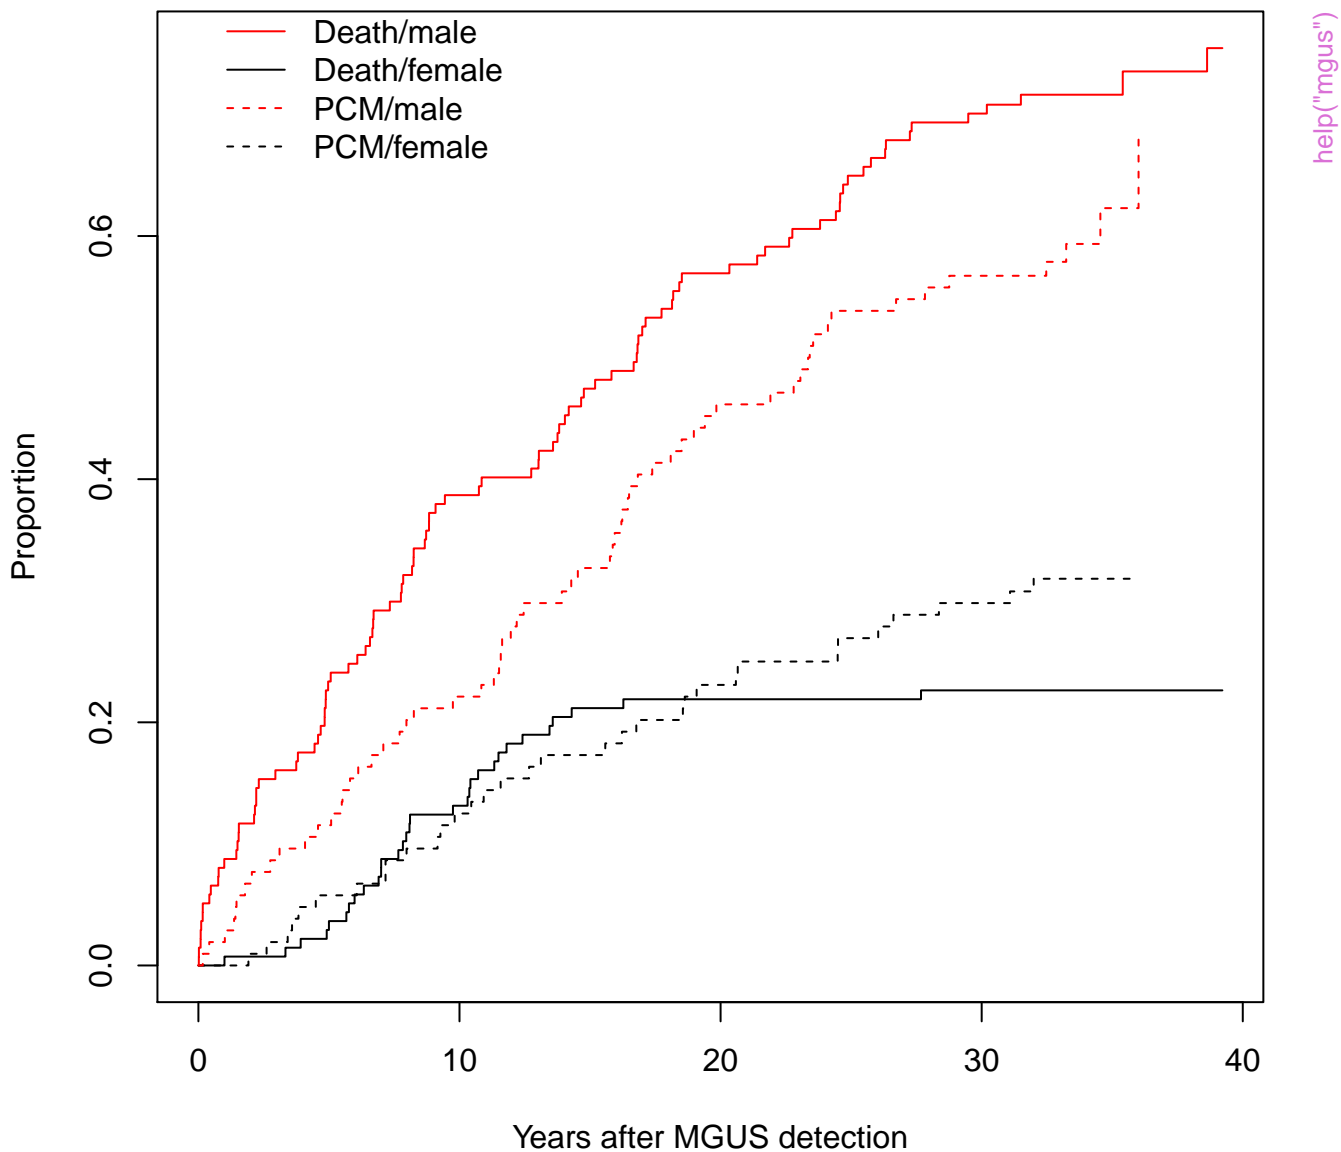 Death/male
Death/female
PCM/male
PCM/female
help("mgus")
Proportion
0.6
0.4
0.2
0.0
0 10 20 30 40
Years after MGUS detection